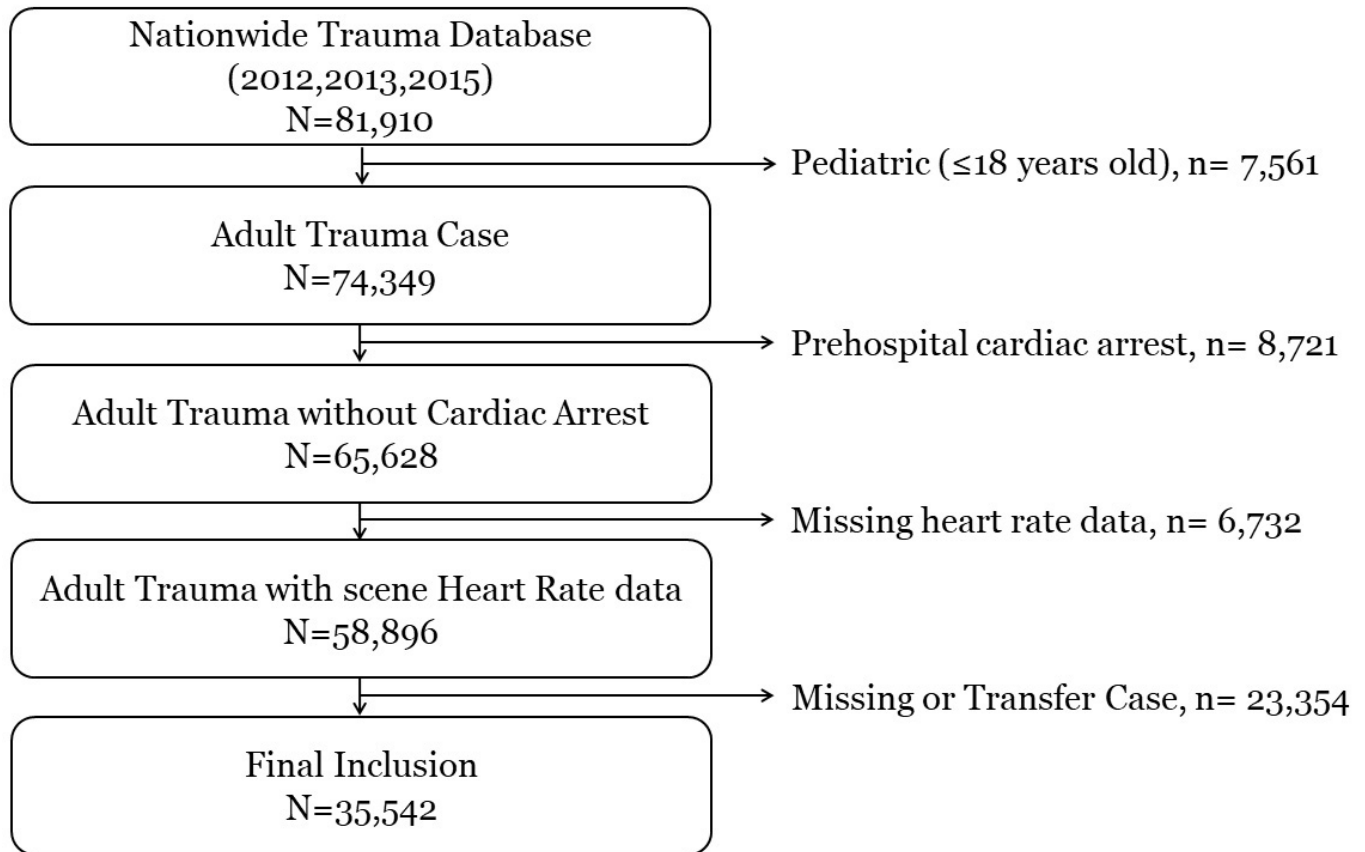 Nationwide Trauma Database
(2012,2013,2015)
N=81,910
Pediatric (≤18 years old), n= 7,561
Adult Trauma Case
N=74,349
Prehospital cardiac arrest, n= 8,721
Adult Trauma without Cardiac Arrest
N=65,628
Missing heart rate data, n= 6,732
Adult Trauma with scene Heart Rate data
N=58,896
Missing or Transfer Case, n= 23,354
Final Inclusion
N=35,542